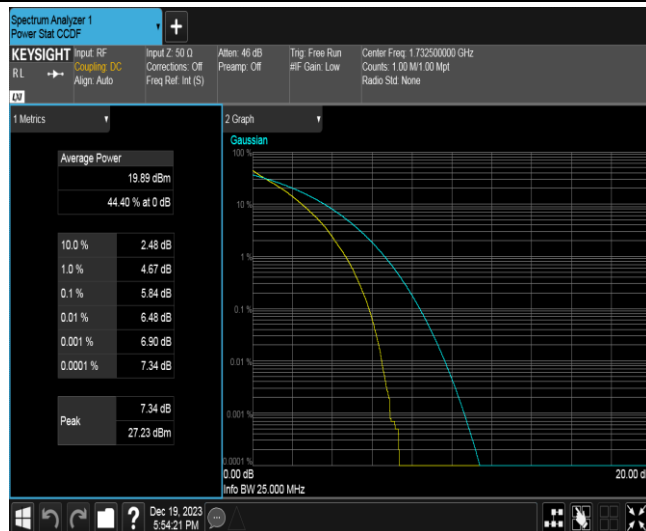 Spectrum Analyzer 1
Power Stat CCDF
+
KEYSIGHT
RL
LXI
Input: RF
Coupling: DC
Align: Auto
Input Z: 50 Ω
Corrections: Off
Freq Ref: Int (S)
Atten: 46 dB
Preamp: Off
Trig: Free Run
#IF Gain: Low
Center Freq: 1.732500000 GHz
Counts: 1.00 M/1.00 Mpt
Radio Std: None
1 Metrics
Average Power
19.89 dBm
44.40 % at 0 dB
10.0 % 2.48 dB
1.0 % 4.67 dB
0.1 % 5.84 dB
0.01 % 6.48 dB
0.001 % 6.90 dB
0.0001 % 7.34 dB
Peak
7.34 dB
27.23 dBm
2 Graph
Gaussian
100 %
10 %
1 %
0.1 %
0.01 %
0.001 %
0.0001 %
0.00 dB
20.00 d
Info BW 25.000 MHz
?
Dec 19, 2023
5:54:21 PM